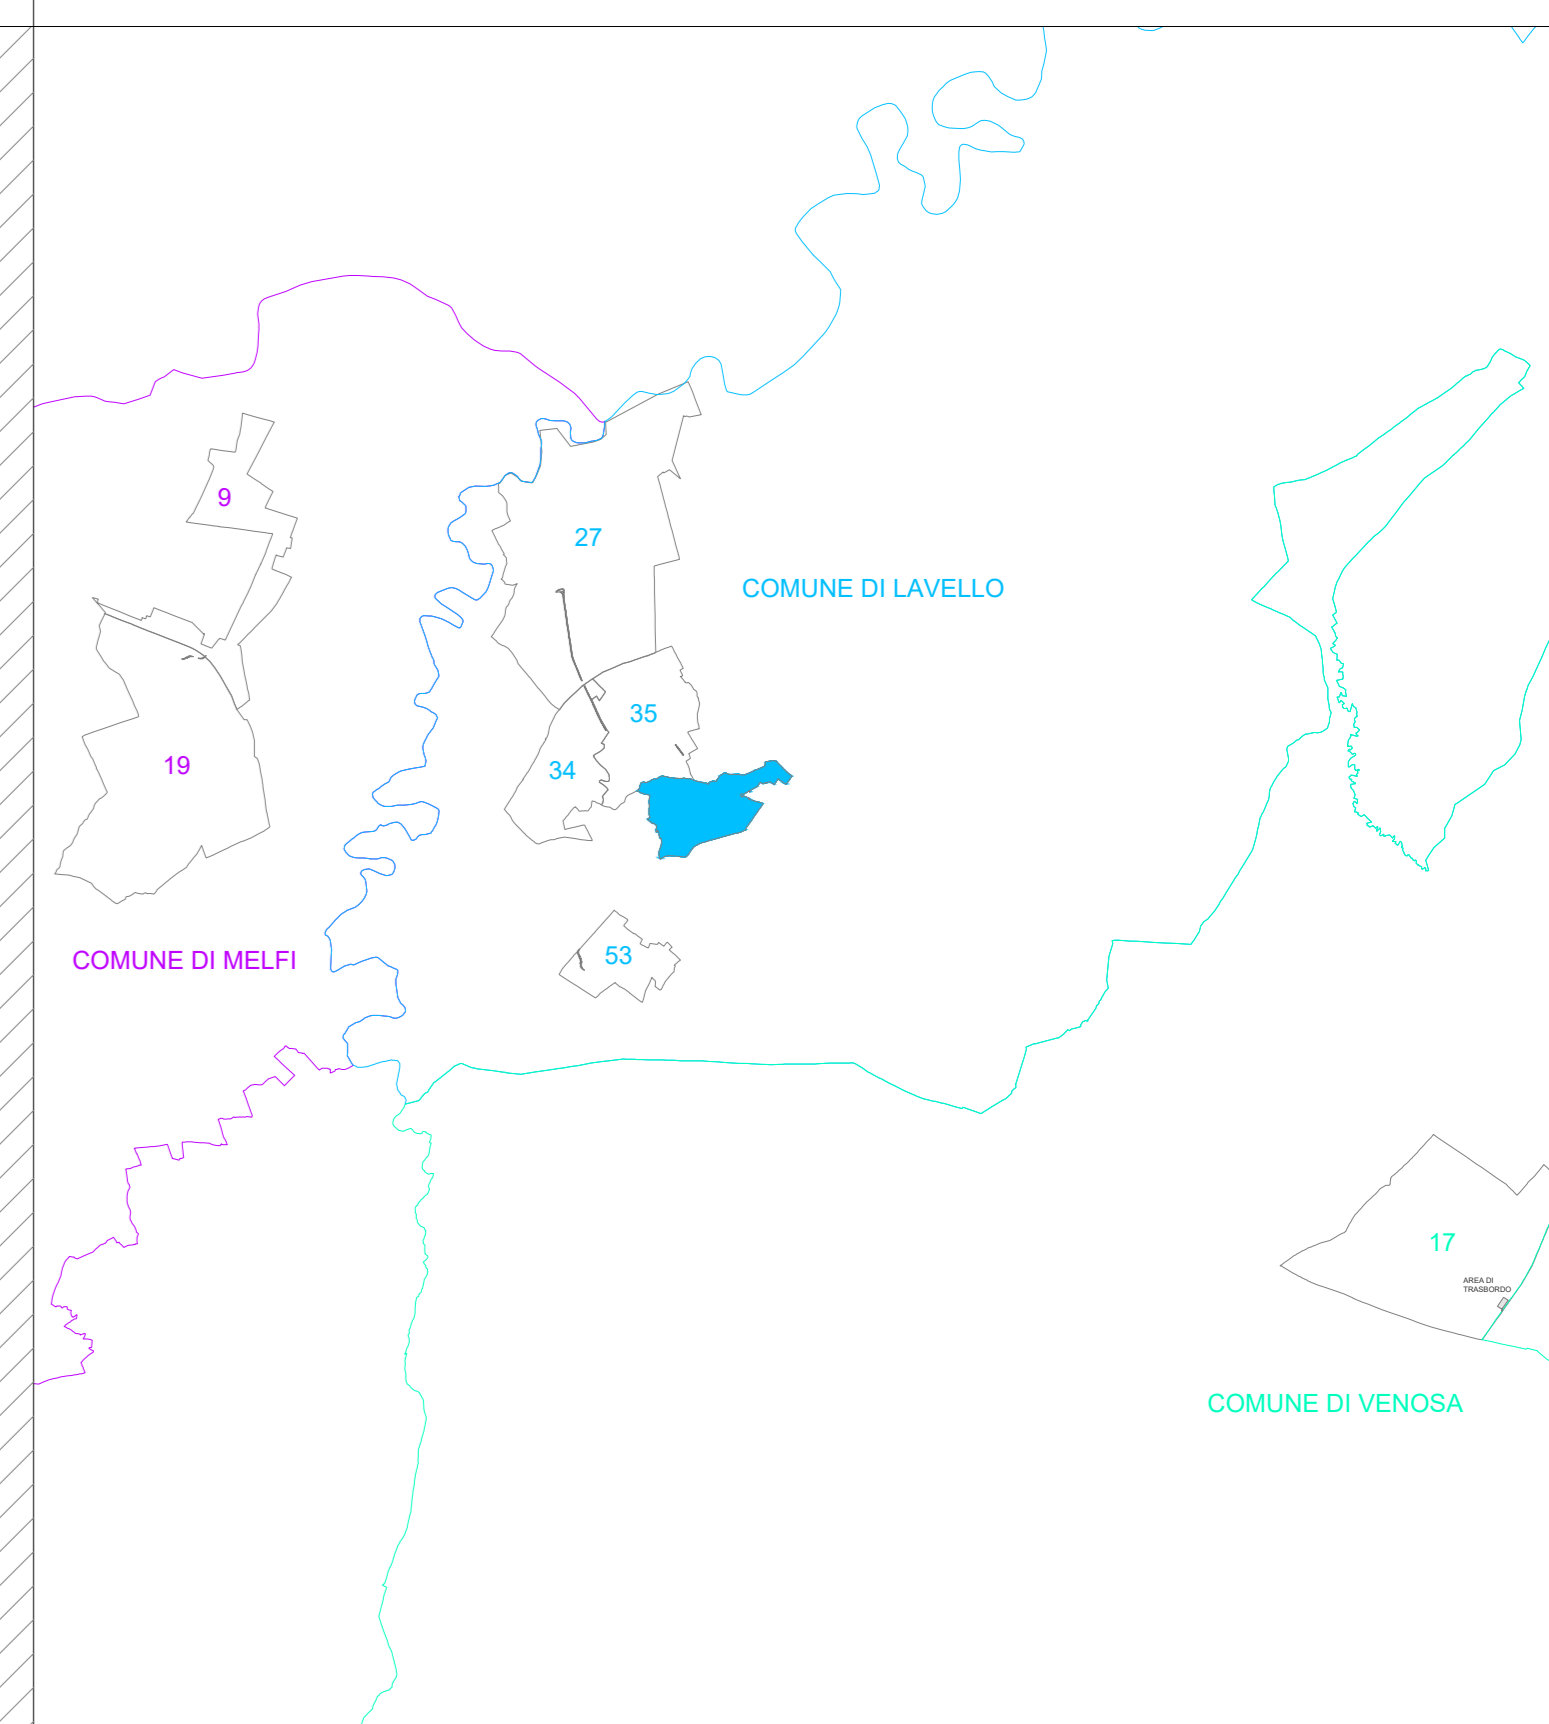 9
27
COMUNE DI LAVELLO
35
19
34
COMUNE DI MELFI
53
17
AREA DI
TRASBORDO
COMUNE DI VENOSA